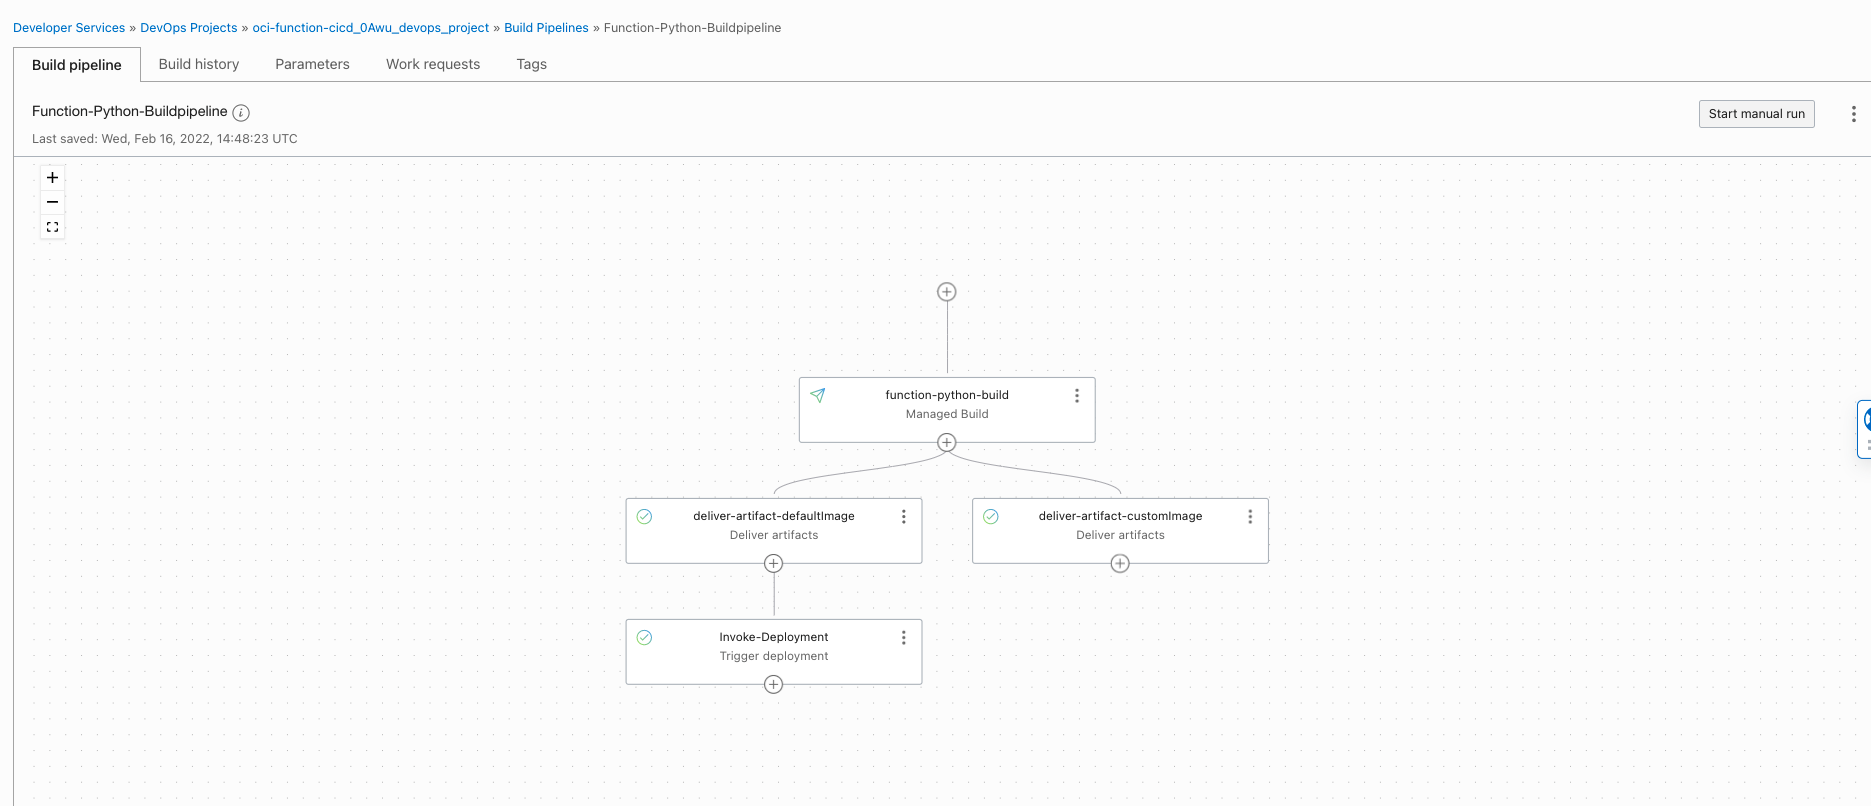 Developer Services » DevOps Projects » oci-function-cicd_0Awu_devops_project » Build Pipelines » Function-Python-Buildpipeline
Build pipeline Build history Parameters Work requests Tags
Function-Python-Buildpipeline i
Start manual run
Last saved: Wed, Feb 16, 2022, 14:48:23 UTC
function-python-build
Managed Build
deliver-artifact-defaultImage
Deliver artifacts
deliver-artifact-customImage
Deliver artifacts
Invoke-Deployment
Trigger deployment